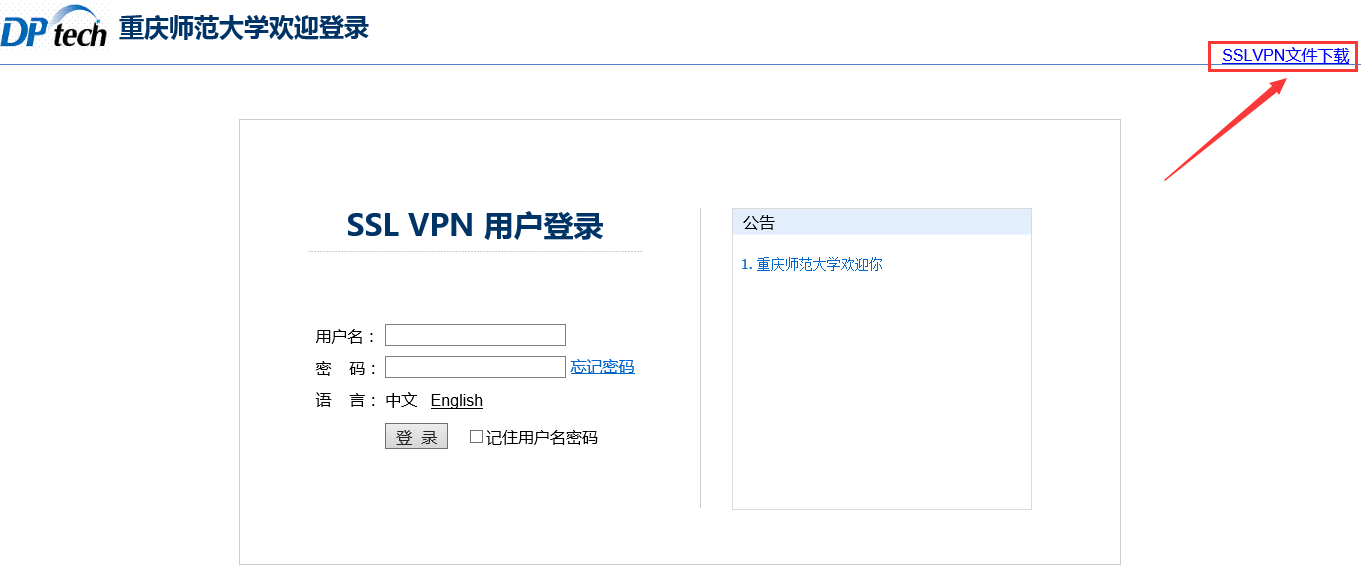 DPtech 重庆师范大学欢迎登录
SSLVPN文件下载
SSL VPN 用户登录
用户名：
密 码： 忘记密码
语 言： 中文 English
登 录 记住用户名密码
公告
1. 重庆师范大学欢迎你